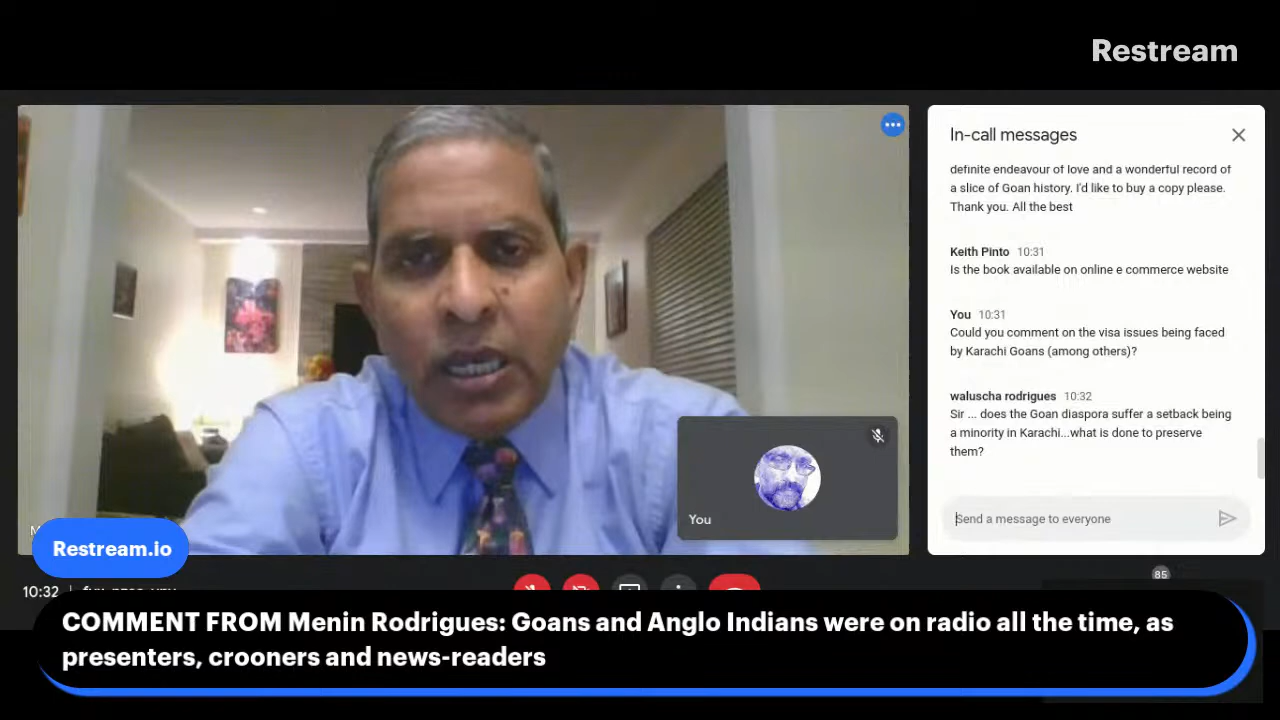 Restream
In-call messages
definite endeavour of love and a wonderful record of
a slice of Goan history. I'd like to buy a copy please.
Thank you. All the best
Keith Pinto 10:31
Is the book available on online e commerce website
You 10:31
Could you comment on the visa issues being faced
by Karachi Goans (among others)?
waluscha rodrigues 10:32
Sir ... does the Goan diaspora suffer a setback being
a minority in Karachi...what is done to preserve
them?
Send a message to everyone
You
Restream.io
85
10:32
COMMENT FROM Menin Rodrigues: Goans and Anglo Indians were on radio all the time, as
presenters, crooners and news-readers